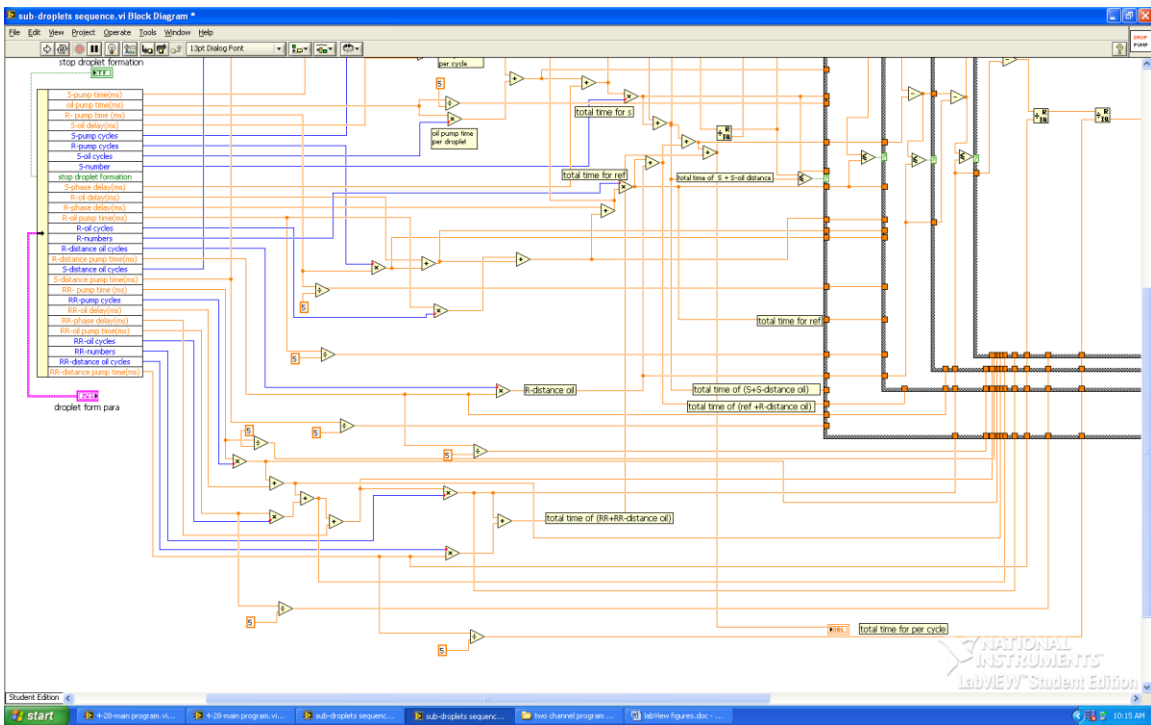 sub-droplets sequence.vi Block Diagram *
File Edit View Project Operate Tools Window Help
13pt Dialog Font
DROP
PUMP
stop droplet formation
TF
per cycle
S-pump time(ms)
oil pump time(ms)
R- pump time (ms)
S-oil delay(ms)
S-pump cycles
R-pump cycles
S-oil cycles
S-number
stop droplet formation
S-phase delay(ms)
R-oil delay(ms)
R-phase delay(ms)
R-oil pump time(ms)
R-oil cycles
R-numbers
R-distance oil cycles
R-distance pump time(ms)
S-distance oil cycles
S-distance pump time(ms)
RR- pump time (ms)
RR-pump cycles
RR-oil delay(ms)
RR-phase delay(ms)
RR-oil pump time(ms)
RR-oil cycles
RR-numbers
RR-distance oil cycles
RR-distance pump time(ms)
droplet form para
5
oil pump time
per droplet
total time for s
R
IQ
R
IQ
R
IQ
total time for ref
total time of S + S-oil distance
5
total time for ref
5
R-distance oil
total time of (S+S-distance oil)
total time of (ref +R-distance oil)
5
5
5
total time of (RR+RR-distance oil)
5
total time for per cycle
5
NATIONAL
INSTRUMENTS
LabVIEW Student Edition
Student Edition
start
4-28-main program.vi...
4-28-main program.vi...
sub-droplets sequenc...
sub-droplets sequenc...
two channel program ...
labView figures.doc - ...
10:15 AM